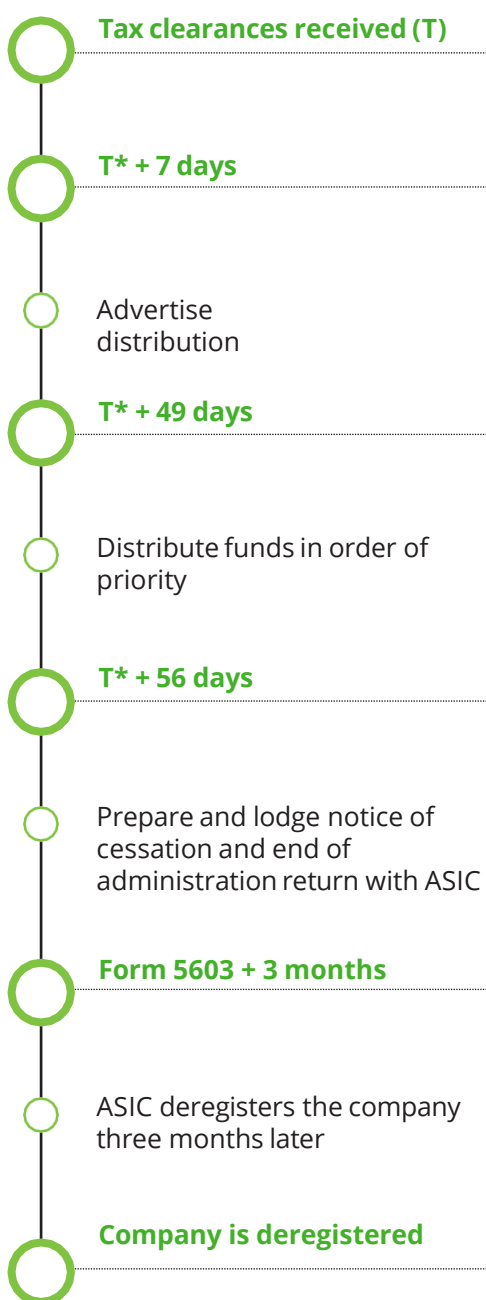 Tax clearances received (T)
T* + 7 days
Advertise
distribution
T* + 49 days
Distribute funds in order of
priority
T* + 56 days
Prepare and lodge notice of
cessation and end of
administration return with ASIC
Form 5603 + 3 months
ASIC deregisters the company
three months later
Company is deregistered